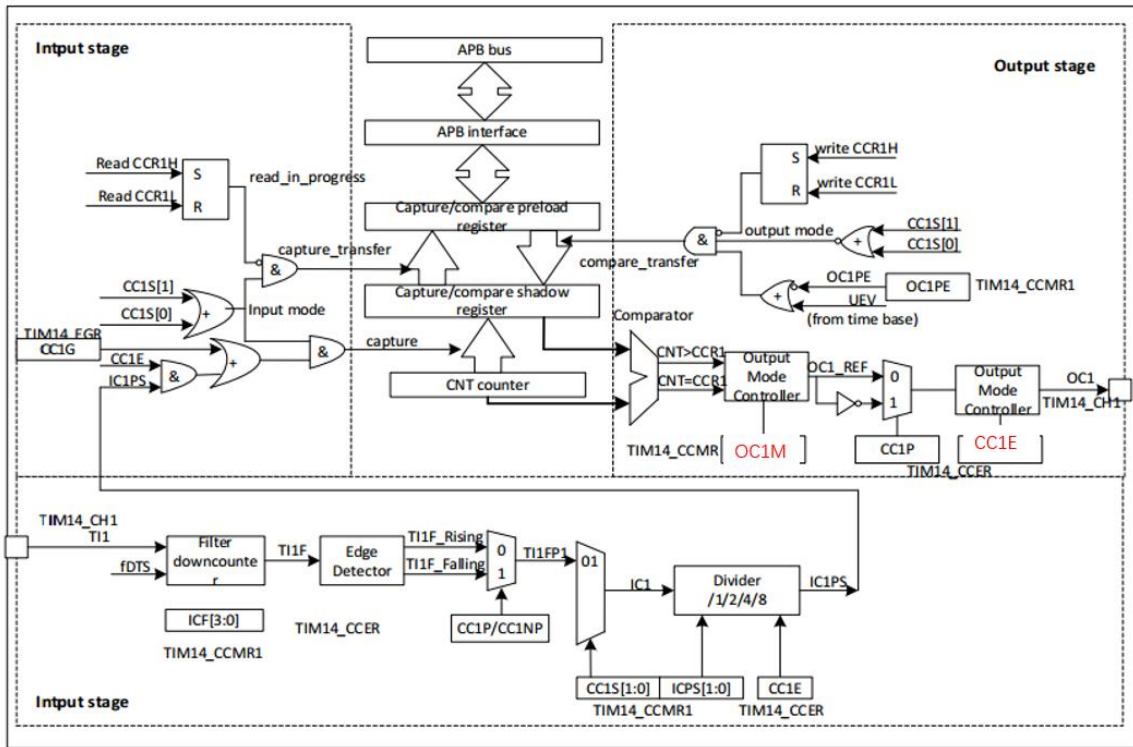 Intput stage
APB bus
Output stage
APB interface
Read CCR1H
S
read_in_progress
Read CCR1L
R
write CCR1H
S
R
write CCR1L
Capture/compare preload
register
capture_transfer
&
&
output mode
+
CC1S[1]
CC1S[0]
compare_transfer
CC1S[1]
+
Input mode
CC1S[0]
Capture/compare shadow
register
+
OC1PE
OC1PE
TIM14_CCMR1
UEV
(from time base)
TIM14_EGR
CC1G
CC1E
IC1PS
&
+
&
capture
CNT counter
Comparator
CNT>CCR1
CNT=CCR1
Output
Mode
Controller
OC1_REF
0
1
Output
Mode
Controller
OC1
TIM14_CH1
TIM14_CCMR
OC1M
CC1P
CC1E
TIM14_CCER
TIM14_CH1
TI1
fDTS
Filter
downcounte
r
TI1F
Edge
Detector
TI1F_Rising
TI1F_Falling
0
1
TI1FP1
01
IC1
Divider
/1/2/4/8
IC1PS
ICF[3:0]
TIM14_CCMR1
TIM14_CCER
CC1P/CC1NP
CC1S[1:0]
ICPS[1:0]
CC1E
TIM14_CCMR1
TIM14_CCER
Intput stage